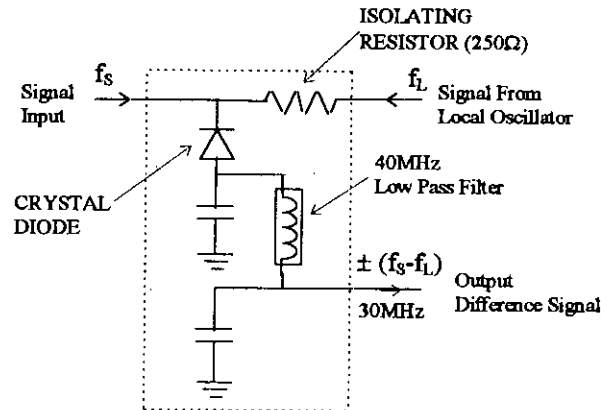 ISOLATING
RESISTOR (250Ω)
fS
fL
Signal
Input
Signal From
Local Oscillator
40MHz
Low Pass Filter
CRYSTAL
DIODE
± (fS-fL)
30MHz
Output
Difference Signal